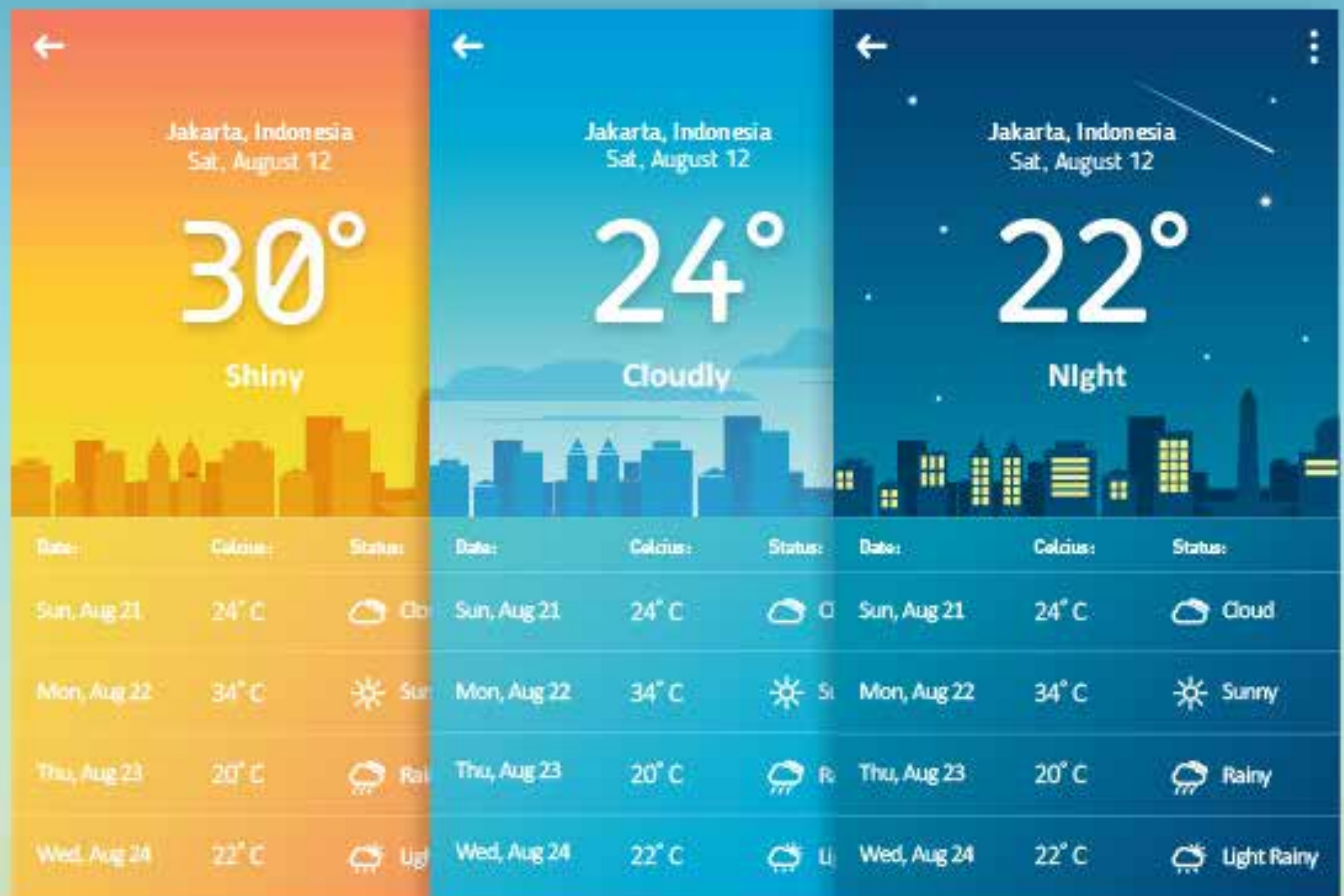 Jakarta, Indonesia
Sat, August 12
30°
Shiny
Date: Celcius: Status:
Sun, Aug 21 24° C
Mon, Aug 22 34° C
Thu, Aug 23 20° C
Wed, Aug 24 22° C
Jakarta, Indonesia
Sat, August 12
24°
Cloudly
Date: Celcius: Status:
Sun, Aug 21 24° C
Mon, Aug 22 34° C
Thu, Aug 23 20° C
Wed, Aug 24 22° C
Jakarta, Indonesia
Sat, August 12
22°
NIght
Date: Celcius: Status:
Sun, Aug 21 24° C Cloud
Mon, Aug 22 34° C Sunny
Thu, Aug 23 20° C Rainy
Wed, Aug 24 22° C Light Rainy